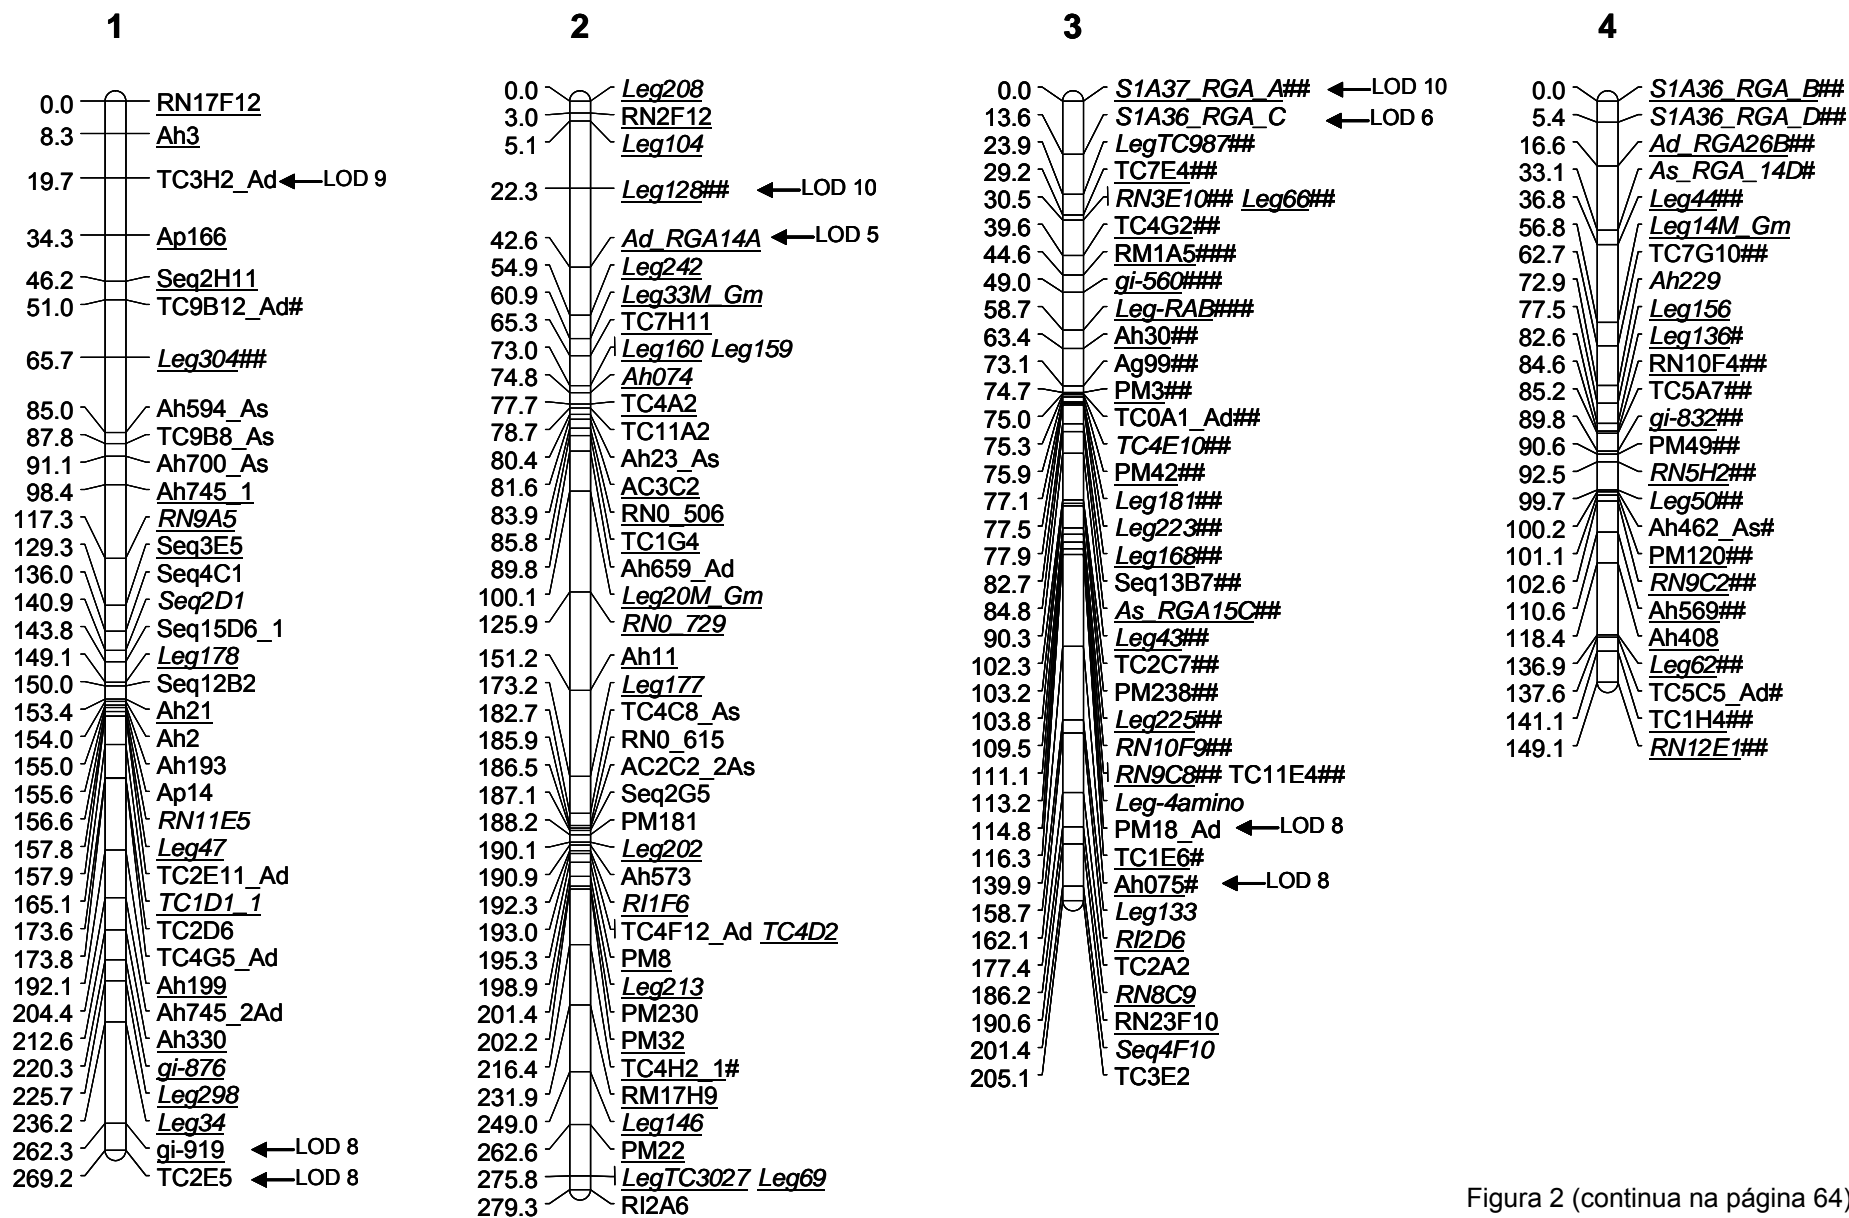 1
0.0 RN17F12
8.3 Ah3
19.7 TC3H2_Ad LOD 9
34.3 Ap166
46.2 Seq2H11
51.0 TC9B12_Ad#
65.7 Leg304##
85.0 Ah594_As
87.8 TC9B8_As
91.1 Ah700_As
98.4 Ah745_1
117.3 RN9A5
129.3 Seq3E5
136.0 Seq4C1
140.9 Seq2D1
143.8 Seq15D6_1
149.1 Leg178
150.0 Seq12B2
153.4 Ah21
154.0 Ah2
155.0 Ah193
155.6 Ap14
156.6 RN11E5
157.8 Leg47
157.9 TC2E11_Ad
165.1 TC1D1_1
173.6 TC2D6
173.8 TC4G5_Ad
192.1 Ah199
204.4 Ah745_2Ad
212.6 Ah330
220.3 gi-876
225.7 Leg298
236.2 Leg34
262.3 gi-919 LOD 8
269.2 TC2E5 LOD 8
2
0.0 Leg208
3.0 RN2F12
5.1 Leg104
22.3 Leg128## LOD 10
42.6 Ad_RGA14A LOD 5
54.9 Leg242
60.9 Leg33M_Gm
65.3 TC7H11
73.0 Leg160 Leg159
74.8 Ah074
77.7 TC4A2
78.7 TC11A2
80.4 Ah23_As
81.6 AC3C2
83.9 RN0_506
85.8 TC1G4
89.8 Ah659_Ad
100.1 Leg20M_Gm
125.9 RN0_729
151.2 Ah11
173.2 Leg177
182.7 TC4C8_As
185.9 RN0_615
186.5 AC2C2_2As
187.1 Seq2G5
188.2 PM181
190.1 Leg202
190.9 Ah573
192.3 RI1F6
193.0 TC4F12_Ad TC4D2
195.3 PM8
198.9 Leg213
201.4 PM230
202.2 PM32
216.4 TC4H2_1#
231.9 RM17H9
249.0 Leg146
262.6 PM22
275.8 LegTC3027 Leg69
279.3 RI2A6
3
0.0 S1A37_RGA_A## LOD 10
13.6 S1A36_RGA_C LOD 6
23.9 LegTC987##
29.2 TC7E4##
30.5 RN3E10## Leg66##
39.6 TC4G2##
44.6 RM1A5###
49.0 gi-560###
58.7 Leg-RAB###
63.4 Ah30##
73.1 Ag99##
74.7 PM3##
75.0 TC0A1_Ad##
75.3 TC4E10##
75.9 PM42##
77.1 Leg181##
77.5 Leg223##
77.9 Leg168##
82.7 Seq13B7##
84.8 As_RGA15C##
90.3 Leg43##
102.3 TC2C7##
103.2 PM238##
103.8 Leg225##
109.5 RN10F9##
111.1 RN9C8## TC11E4##
113.2 Leg-4amino
114.8 PM18_Ad LOD 8
116.3 TC1E6#
139.9 Ah075# LOD 8
158.7 Leg133
162.1 RI2D6
177.4 TC2A2
186.2 RN8C9
190.6 RN23F10
201.4 Seq4F10
205.1 TC3E2
4
0.0 S1A36_RGA_B##
5.4 S1A36_RGA_D##
16.6 Ad_RGA26B##
33.1 As_RGA_14D#
36.8 Leg44##
56.8 Leg14M_Gm
62.7 TC7G10##
72.9 Ah229
77.5 Leg156
82.6 Leg136#
84.6 RN10F4##
85.2 TC5A7##
89.8 gi-832##
90.6 PM49##
92.5 RN5H2##
99.7 Leg50##
100.2 Ah462_As#
101.1 PM120##
102.6 RN9C2##
110.6 Ah569##
118.4 Ah408
136.9 Leg62##
137.6 TC5C5_Ad#
141.1 TC1H4##
149.1 RN12E1##
Figura 2 (continua na página 64)